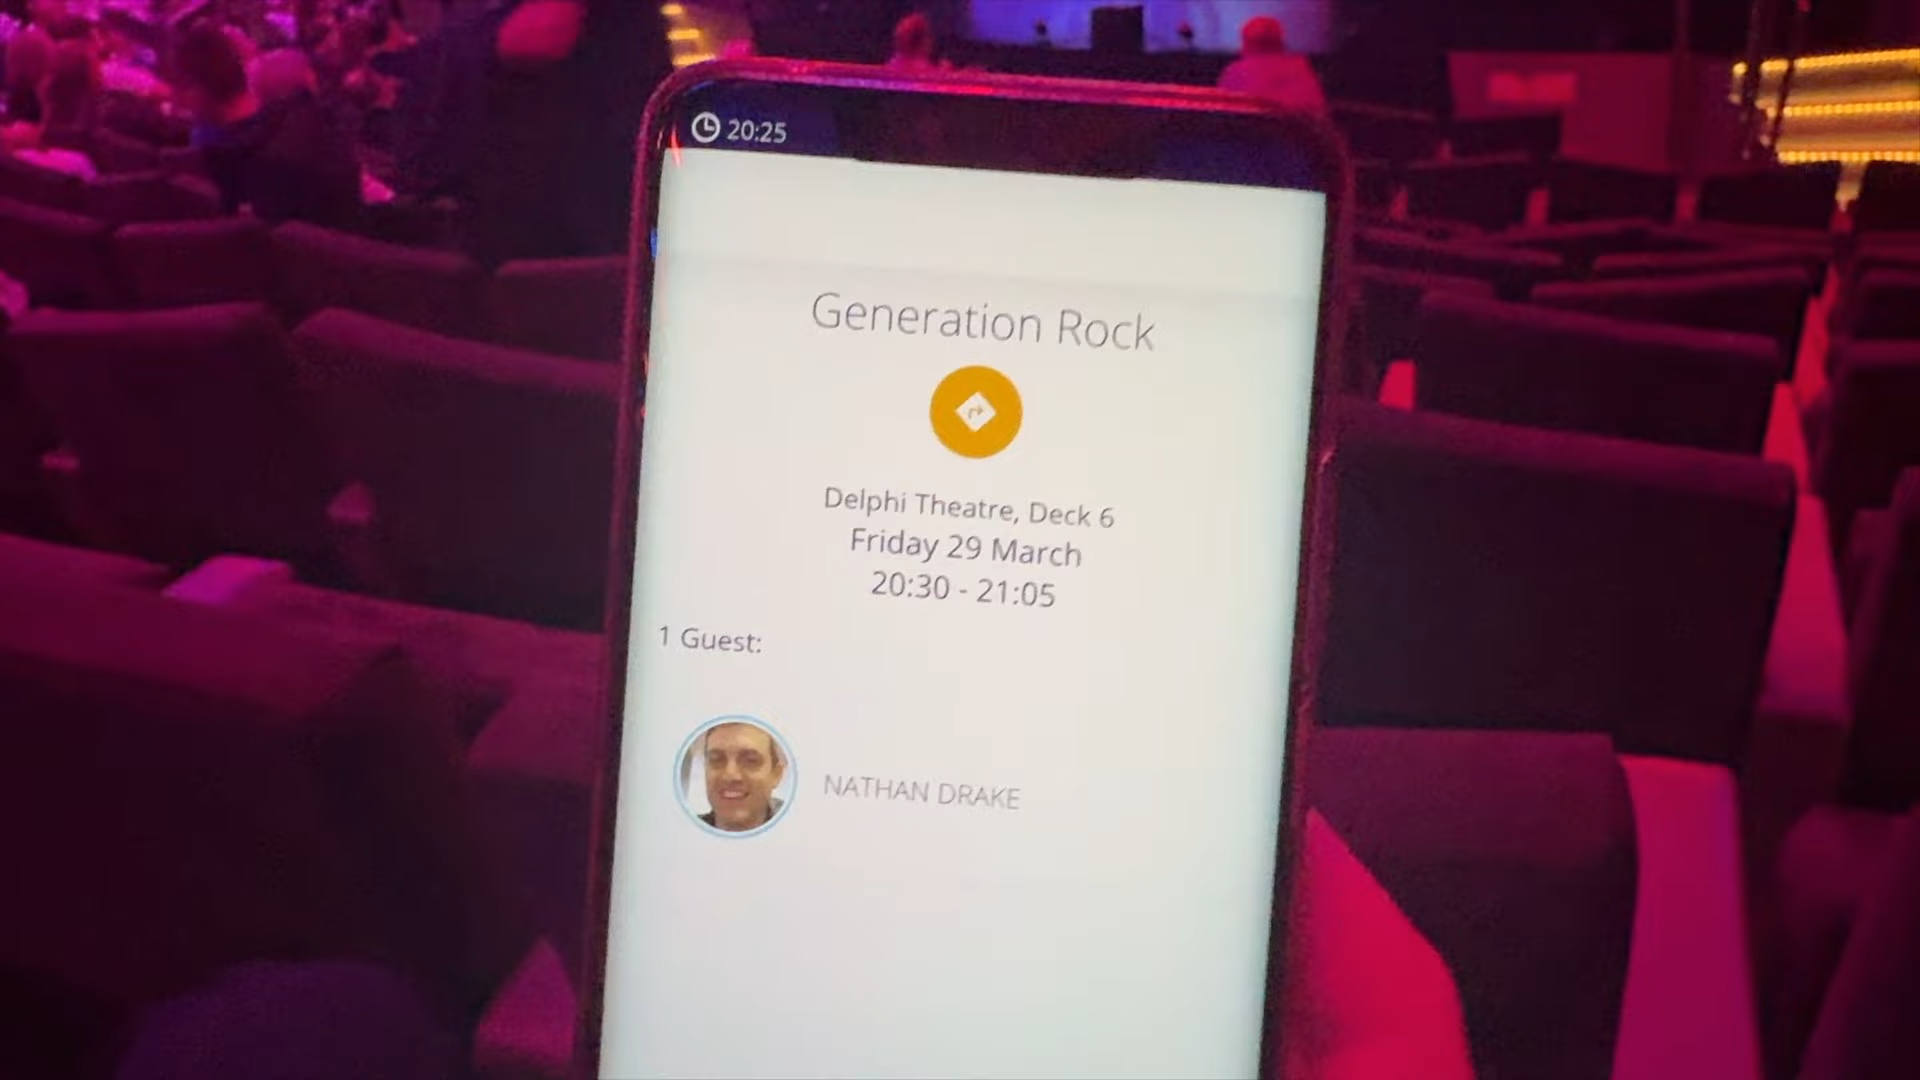 20:25
Generation Rock
Delphi Theatre, Deck 6
Friday 29 March
20:30 - 21:05
1 Guest:
NATHAN DRAKE